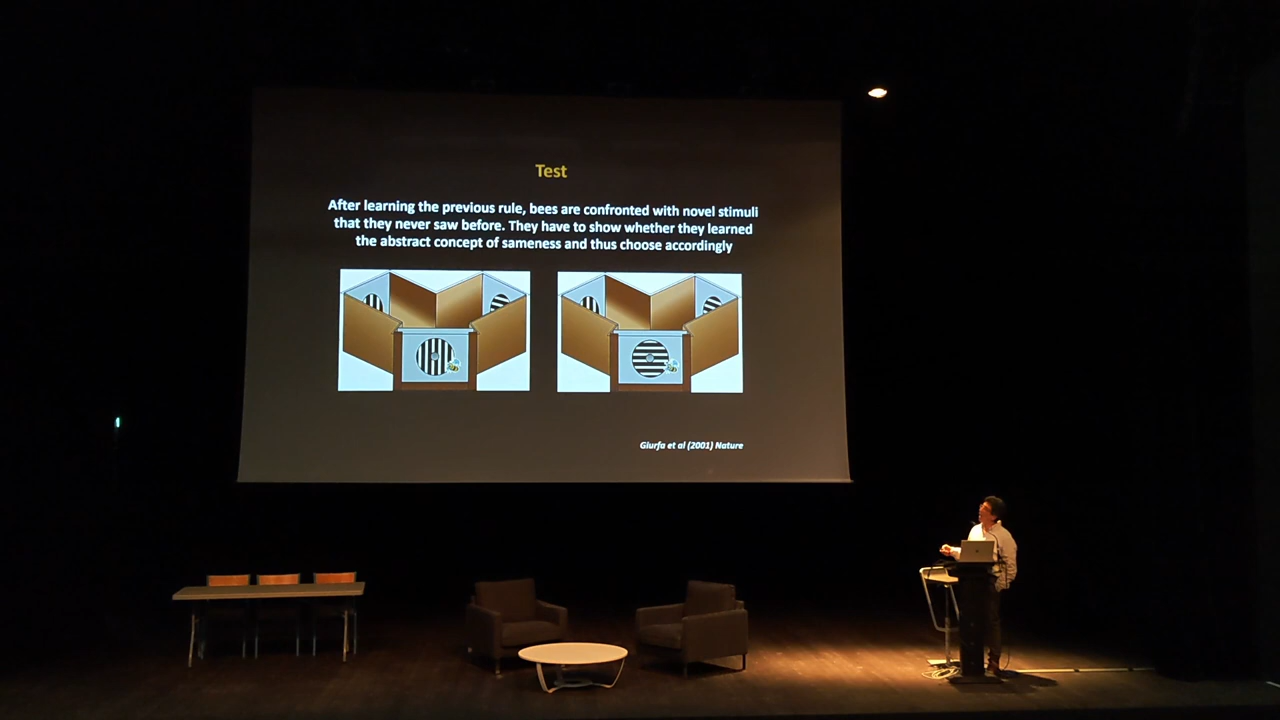 Test
After learning the previous rule, bees are confronted with novel stimuli
that they never saw before. They have to show whether they learned
the abstract concept of sameness and thus choose accordingly
Giurfa et al (2001) Nature